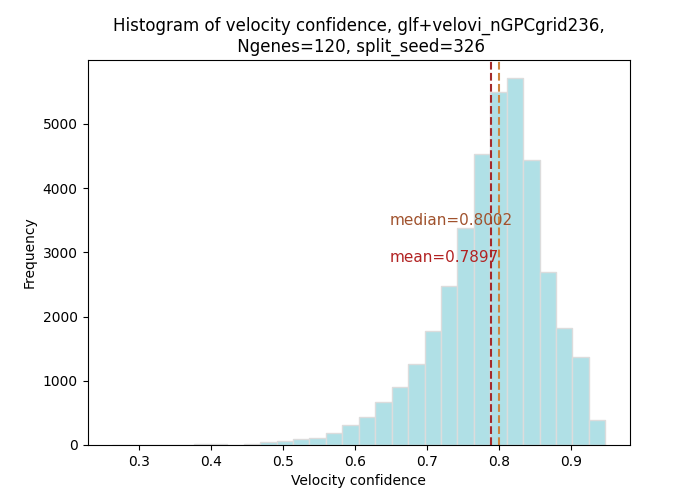 Histogram of velocity confidence, glf+velovi_nGPCgrid236,
Ngenes=120, split_seed=326
5000
4000
3000
2000
1000
0
Frequency
median=0.8002
mean=0.7897
0.3 0.4 0.5 0.6 0.7 0.8 0.9
Velocity confidence